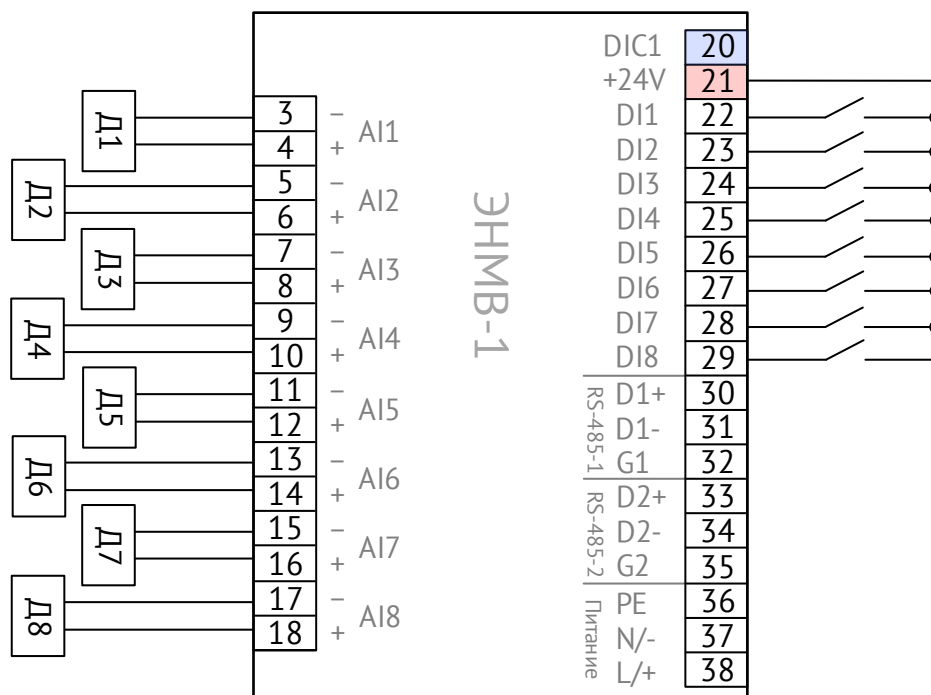 Д1
Д2
Д3
Д4
Д5
Д6
Д7
Д8
3 − AI1
4 +
5 − AI2
6 +
7 − AI3
8 +
9 − AI4
10 +
11 − AI5
12 +
13 − AI6
14 +
15 − AI7
16 +
17 − AI8
18 +
ЭНМВ-1
DIC1 20
+24V 21
DI1 22
DI2 23
DI3 24
DI4 25
DI5 26
DI6 27
DI7 28
DI8 29
RS-485-1
D1+ 30
D1- 31
G1 32
RS-485-2
D2+ 33
D2- 34
G2 35
Питание
PE 36
N/- 37
L/+ 38